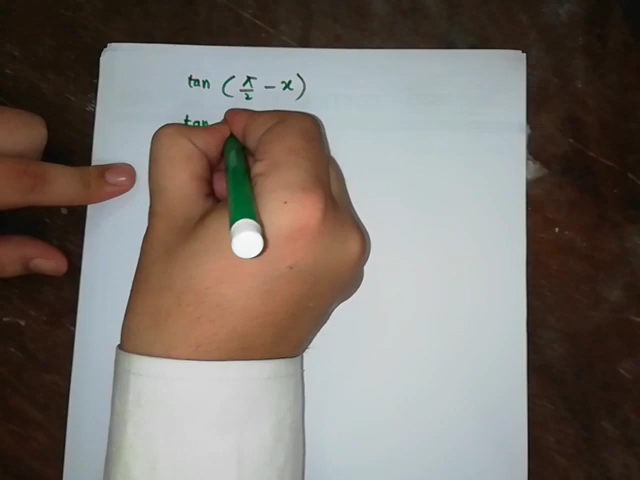 tan (π/2 - x)
tan